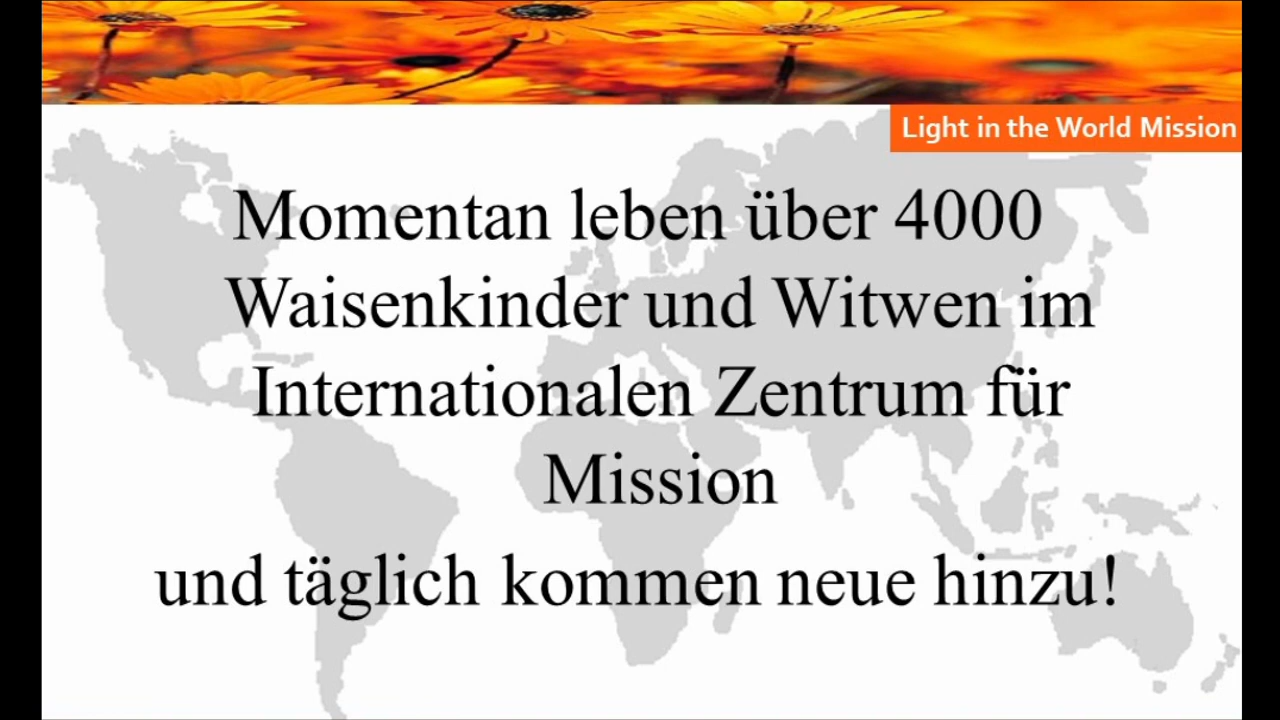 Light in the World Mission
Momentan leben über 4000
Waisenkinder und Witwen im
Internationalen Zentrum für
Mission
und täglich kommen neue hinzu!